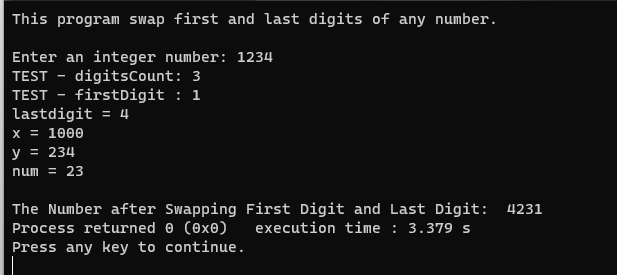 This program swap first and last digits of any number.
Enter an integer number: 1234
TEST - digitsCount: 3
TEST - firstDigit : 1
lastdigit = 4
x = 1000
y = 234
num = 23
The Number after Swapping First Digit and Last Digit:  4231
Process returned 0 (0x0)   execution time : 3.379 s
Press any key to continue.